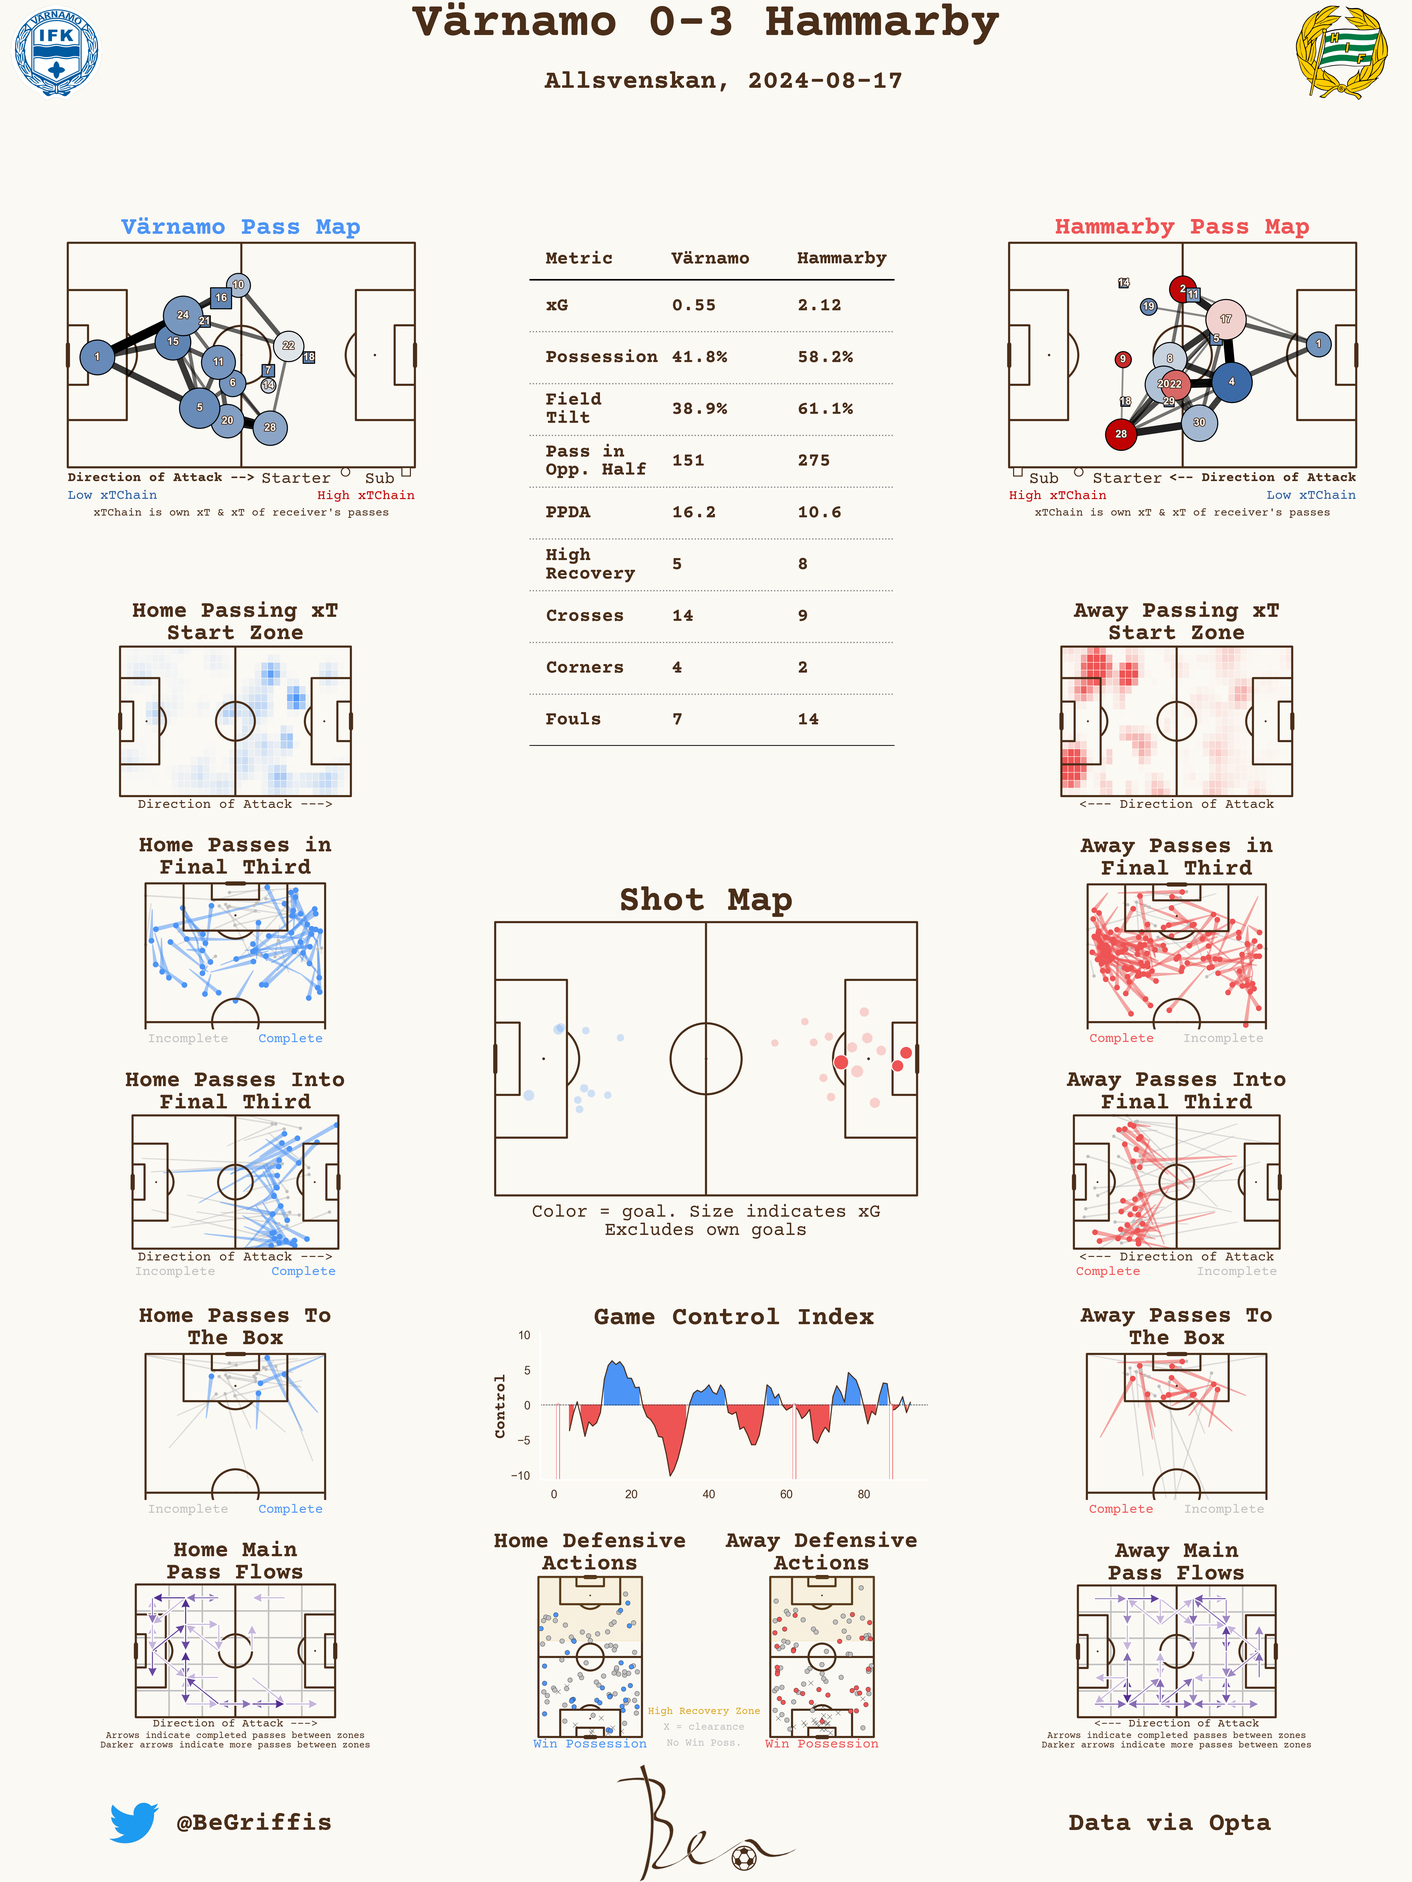 Värnamo 0-3 Hammarby
Allsvenskan, 2024-08-17
IFK
VÄRNAMO
H I F
Värnamo Pass Map
10
16
24
21
15
22
1
11
18
7
6
14
5
20
28
Direction of Attack --> Starter Sub
Low xTChain High xTChain
xTChain is own xT & xT of receiver's passes
Metric Värnamo Hammarby
xG 0.55 2.12
Possession 41.8% 58.2%
Field
Tilt 38.9% 61.1%
Pass in
Opp. Half 151 275
PPDA 16.2 10.6
High
Recovery 5 8
Crosses 14 9
Corners 4 2
Fouls 7 14
Hammarby Pass Map
14
2
11
19
17
5
1
9
8
20
22
4
18
29
30
28
Sub Starter <-- Direction of Attack
High xTChain Low xTChain
xTChain is own xT & xT of receiver's passes
Home Passing xT
Start Zone
Direction of Attack --->
Away Passing xT
Start Zone
<--- Direction of Attack
Home Passes in
Final Third
Incomplete Complete
Away Passes in
Final Third
Complete Incomplete
Shot Map
Color = goal. Size indicates xG
Excludes own goals
Home Passes Into
Final Third
Direction of Attack --->
Incomplete Complete
Away Passes Into
Final Third
<--- Direction of Attack
Complete Incomplete
Home Passes To
The Box
Incomplete Complete
Game Control Index
Control
10
5
0
−5
−10
0 20 40 60 80
Away Passes To
The Box
Complete Incomplete
Home Main
Pass Flows
Direction of Attack --->
Arrows indicate completed passes between zones
Darker arrows indicate more passes between zones
Home Defensive
Actions
Win Possession
Away Defensive
Actions
Win Possession
High Recovery Zone
X = clearance
No Win Poss.
Away Main
Pass Flows
<--- Direction of Attack
Arrows indicate completed passes between zones
Darker arrows indicate more passes between zones
@BeGriffis
Ben
Data via Opta